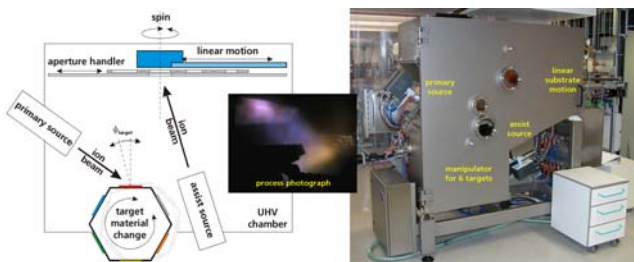 spin
linear motion
aperture handler
primary source
ion
beam
ϕtarget
ion
beam
assist source
target
material
change
UHV
chamber
process photograph
primary
source
linear
substrate
motion
assist
source
manipulator
for 6 targets